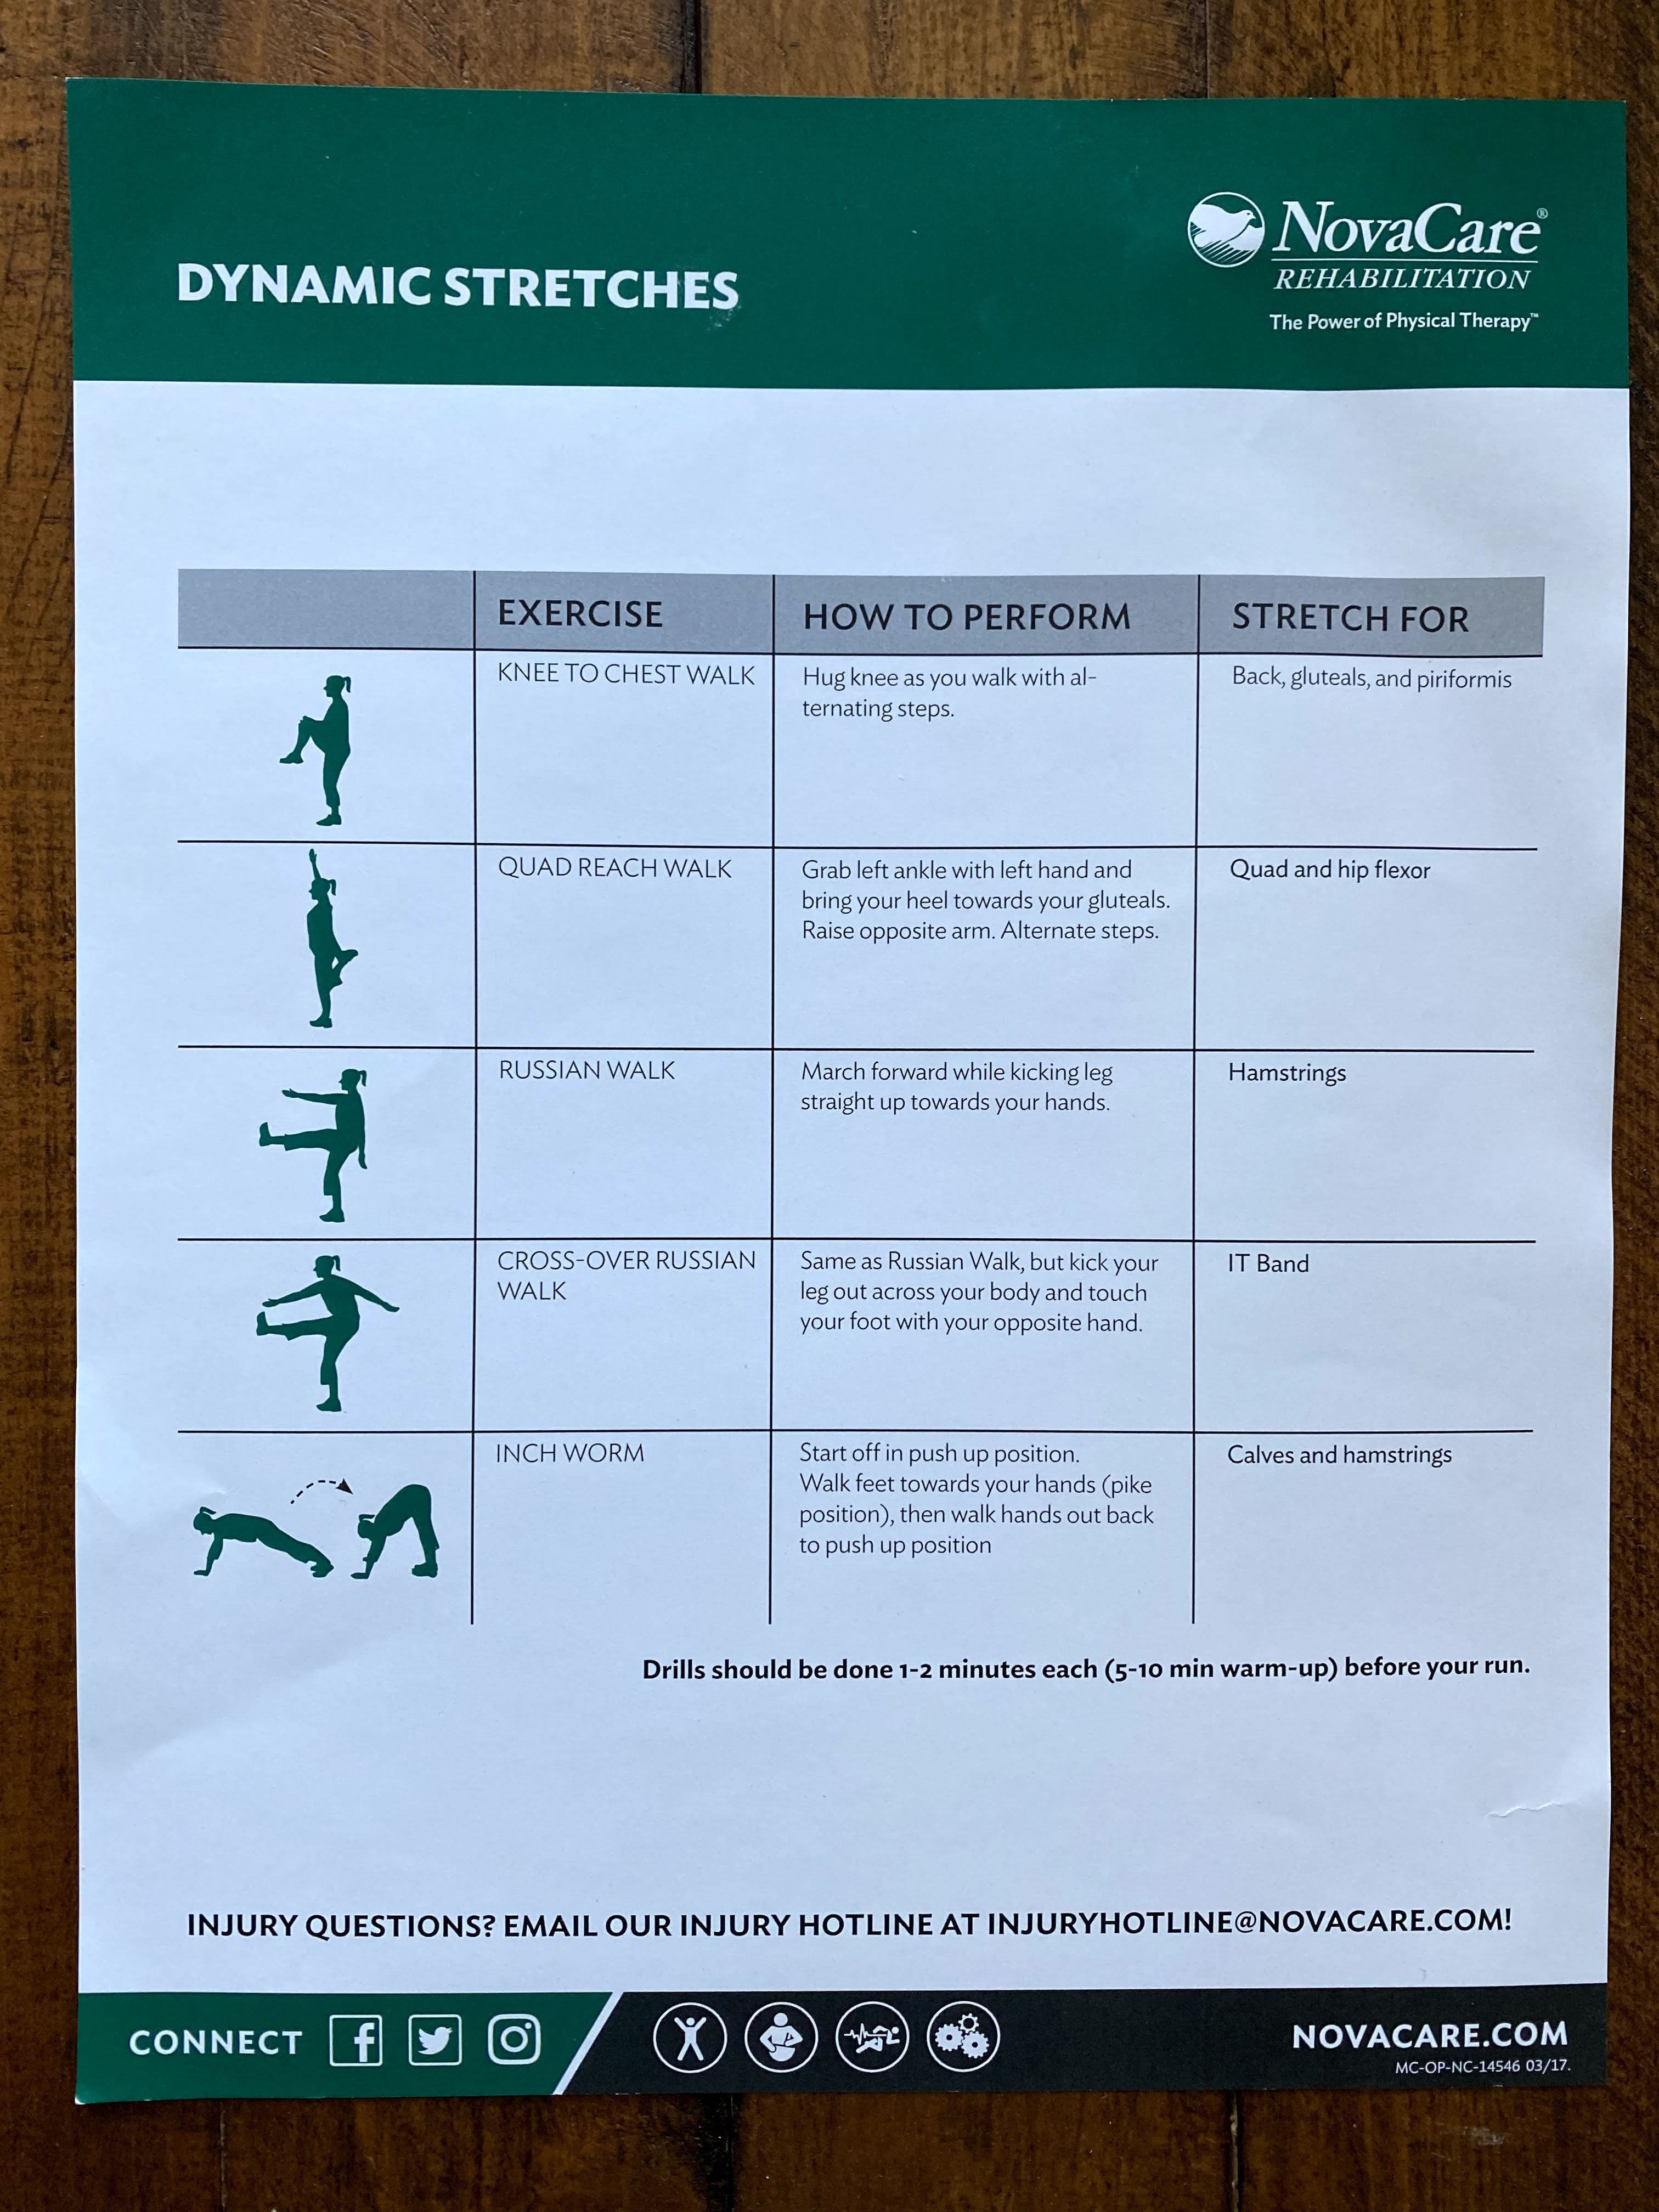 DYNAMIC STRETCHES
NovaCare®
REHABILITATION
The Power of Physical Therapy™
EXERCISE
HOW TO PERFORM
STRETCH FOR
KNEE TO CHEST WALK
Hug knee as you walk with al-
ternating steps.
Back, gluteals, and piriformis
QUAD REACH WALK
Grab left ankle with left hand and
bring your heel towards your gluteals.
Raise opposite arm. Alternate steps.
Quad and hip flexor
RUSSIAN WALK
March forward while kicking leg
straight up towards your hands.
Hamstrings
CROSS-OVER RUSSIAN
WALK
Same as Russian Walk, but kick your
leg out across your body and touch
your foot with your opposite hand.
IT Band
INCH WORM
Start off in push up position.
Walk feet towards your hands (pike
position), then walk hands out back
to push up position
Calves and hamstrings
Drills should be done 1-2 minutes each (5-10 min warm-up) before your run.
INJURY QUESTIONS? EMAIL OUR INJURY HOTLINE AT INJURYHOTLINE@NOVACARE.COM!
CONNECT
NOVACARE.COM
MC-OP-NC-14546 03/17.